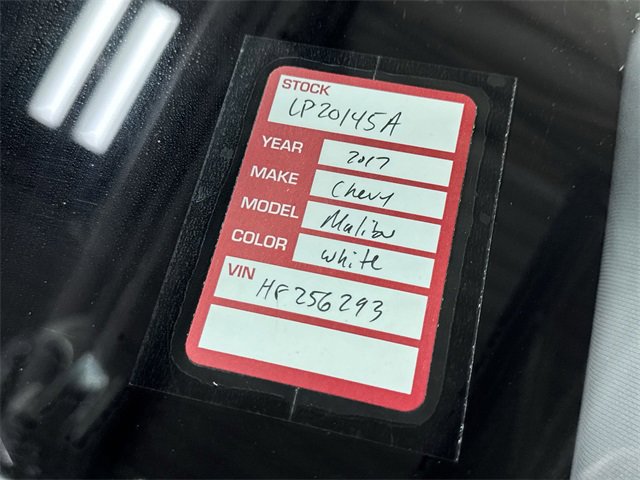 STOCK
LP20145A
YEAR 2017
MAKE Chevy
MODEL Malibu
COLOR white
VIN
HF256293